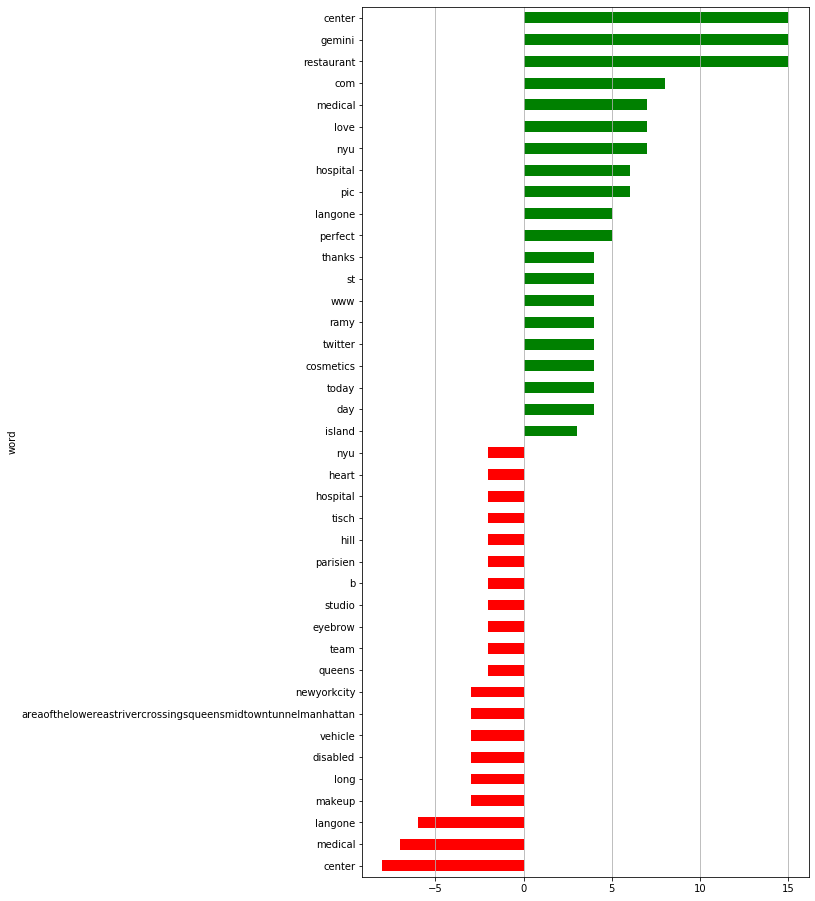 center
gemini
restaurant
com
medical
love
nyu
hospital
pic
langone
perfect
thanks
st
www
ramy
twitter
cosmetics
today
day
island
word
nyu
heart
hospital
tisch
hill
parisien
b
studio
eyebrow
team
queens
newyorkcity
areaofthelowereastrivercrossingsqueensmidtowntunnelmanhattan
vehicle
disabled
long
makeup
langone
medical
center
−5 0 5 10 15